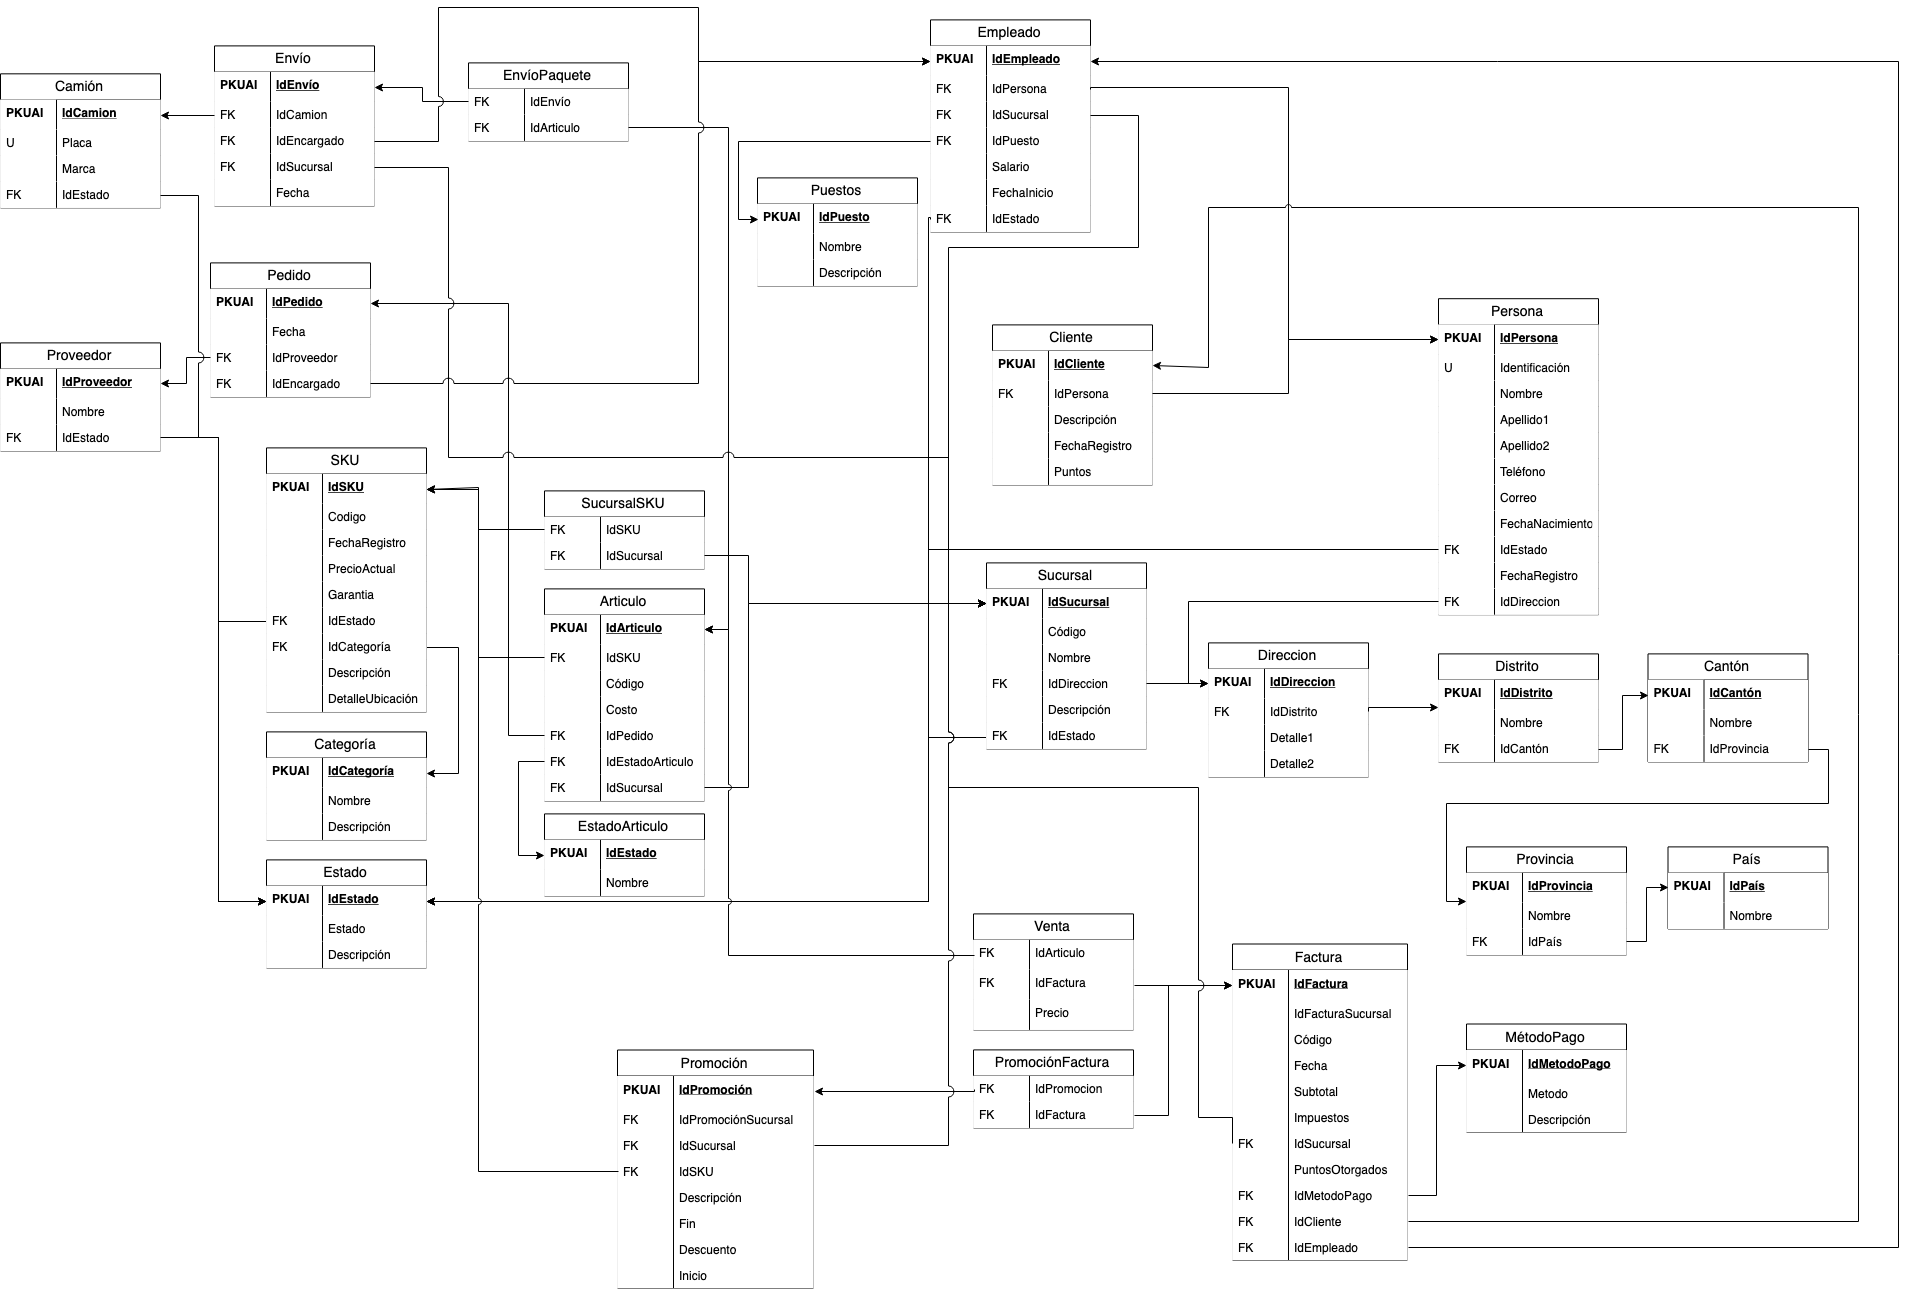 Camión
PKUAI IdCamion
U Placa
Marca
FK IdEstado
Envío
PKUAI IdEnvío
FK IdCamion
FK IdEncargado
FK IdSucursal
Fecha
EnvíoPaquete
FK IdEnvío
FK IdArticulo
Empleado
PKUAI IdEmpleado
FK IdPersona
FK IdSucursal
FK IdPuesto
Salario
FechaInicio
FK IdEstado
Puestos
PKUAI IdPuesto
Nombre
Descripción
Pedido
PKUAI IdPedido
Fecha
FK IdProveedor
FK IdEncargado
Proveedor
PKUAI IdProveedor
Nombre
FK IdEstado
Cliente
PKUAI IdCliente
FK IdPersona
Descripción
FechaRegistro
Puntos
Persona
PKUAI IdPersona
U Identificación
Nombre
Apellido1
Apellido2
Teléfono
Correo
FechaNacimiento
FK IdEstado
FechaRegistro
FK IdDireccion
SKU
PKUAI IdSKU
Codigo
FechaRegistro
PrecioActual
Garantia
FK IdEstado
FK IdCategoría
Descripción
DetalleUbicación
SucursalSKU
FK IdSKU
FK IdSucursal
Articulo
PKUAI IdArticulo
FK IdSKU
Código
Costo
FK IdPedido
FK IdEstadoArticulo
FK IdSucursal
Sucursal
PKUAI IdSucursal
Código
Nombre
FK IdDireccion
Descripción
FK IdEstado
Direccion
PKUAI IdDireccion
FK IdDistrito
Detalle1
Detalle2
Distrito
PKUAI IdDistrito
Nombre
FK IdCantón
Cantón
PKUAI IdCantón
Nombre
FK IdProvincia
Categoría
PKUAI IdCategoría
Nombre
Descripción
EstadoArticulo
PKUAI IdEstado
Nombre
Estado
PKUAI IdEstado
Estado
Descripción
Provincia
PKUAI IdProvincia
Nombre
FK IdPaís
País
PKUAI IdPaís
Nombre
Venta
FK IdArticulo
FK IdFactura
Precio
Factura
PKUAI IdFactura
IdFacturaSucursal
Código
Fecha
Subtotal
Impuestos
FK IdSucursal
PuntosOtorgados
FK IdMetodoPago
FK IdCliente
FK IdEmpleado
MétodoPago
PKUAI IdMetodoPago
Metodo
Descripción
PromociónFactura
FK IdPromocion
FK IdFactura
Promoción
PKUAI IdPromoción
FK IdPromociónSucursal
FK IdSucursal
FK IdSKU
Descripción
Fin
Descuento
Inicio